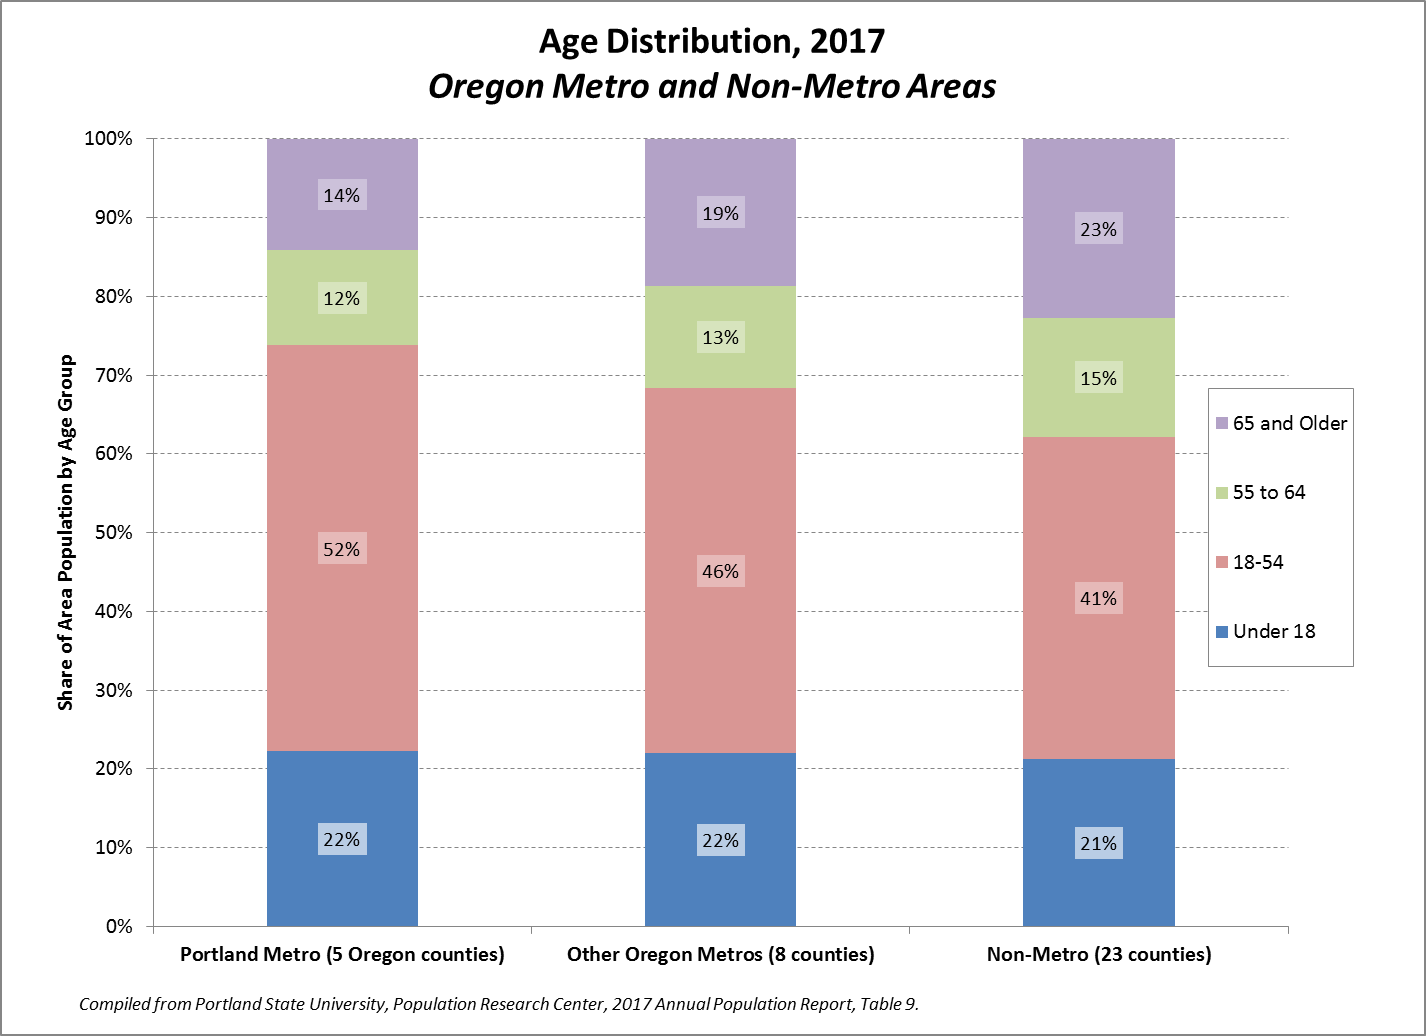 Age Distribution, 2017
Oregon Metro and Non-Metro Areas
Share of Area Population by Age Group
100%
90%
80%
70%
60%
50%
40%
30%
20%
10%
0%
14%
12%
52%
22%
19%
13%
46%
22%
23%
15%
41%
21%
65 and Older
55 to 64
18-54
Under 18
Portland Metro (5 Oregon counties)
Other Oregon Metros (8 counties)
Non-Metro (23 counties)
Compiled from Portland State University, Population Research Center, 2017 Annual Population Report, Table 9.